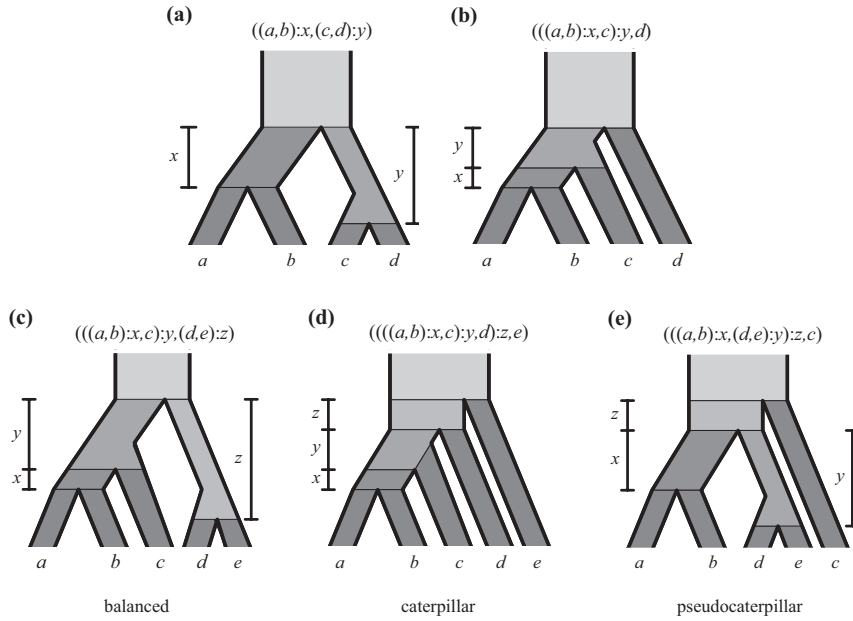 (a)
((a,b):x,(c,d):y)
x
y
a b c d
(b)
(((a,b):x,c):y,d)
y
x
a b c d
(c)
(((a,b):x,c):y,(d,e):z)
y
x
z
a b c d e
balanced
(d)
((((a,b):x,c):y,d):z,e)
z
y
x
a b c d e
caterpillar
(e)
(((a,b):x,(d,e):y):z,c)
z
x
y
a b d e c
pseudocaterpillar